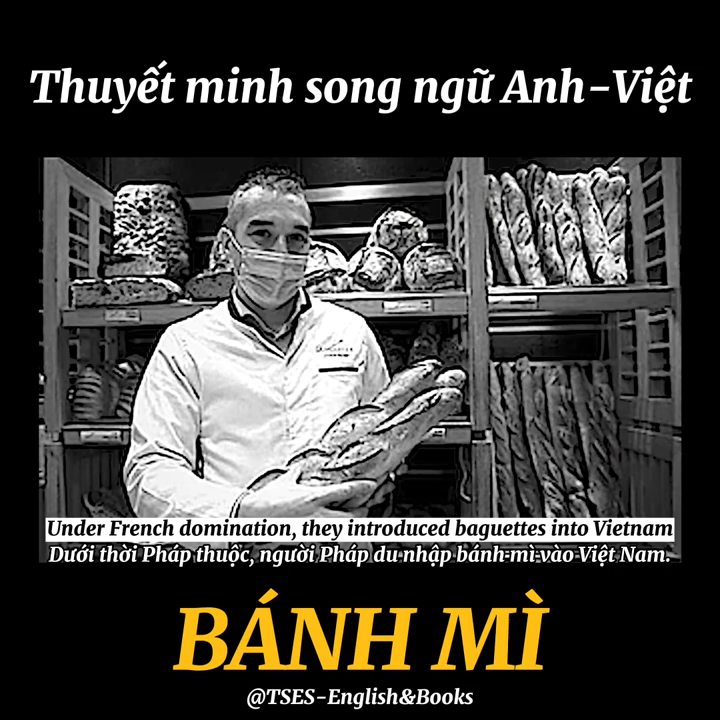 Thuyết minh song ngữ Anh-Việt
Under French domination, they introduced baguettes into Vietnam
Dưới thời Pháp thuộc, người Pháp du nhập bánh mì vào Việt Nam.
BÁNH MÌ
@TSES-English&Books